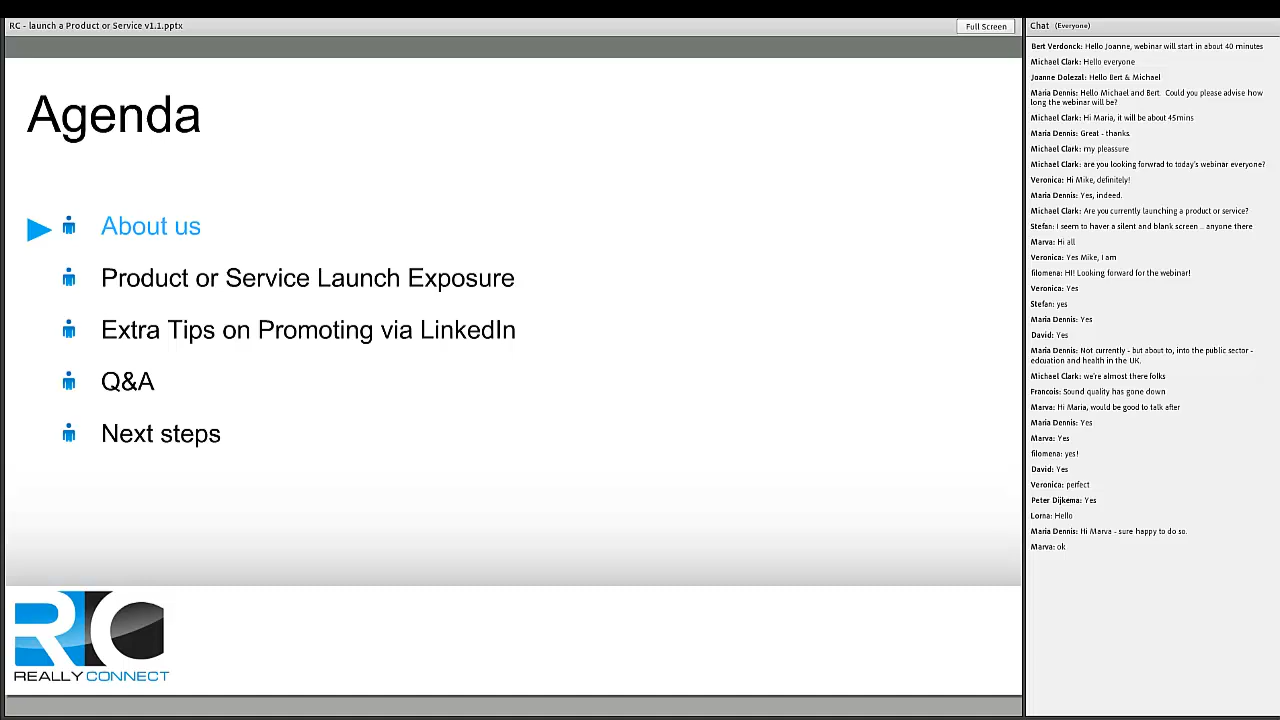 RC - launch a Product or Service v1.1.pptx
Full Screen
Agenda
About us
Product or Service Launch Exposure
Extra Tips on Promoting via LinkedIn
Q&A
Next steps
RC
REALLYCONNECT
Chat (Everyone)
Bert Verdonck: Hello Joanne, webinar will start in about 40 minutes
Michael Clark: Hello everyone
Joanne Dolezal: Hello Bert & Michael
Maria Dennis: Hello Michael and Bert. Could you please advise how
long the webinar will be?
Michael Clark: Hi Maria, it will be about 45mins
Maria Dennis: Great - thanks.
Michael Clark: my pleassure
Michael Clark: are you looking forwrad to today's webinar everyone?
Veronica: Hi Mike, definitely!
Maria Dennis: Yes, indeed.
Michael Clark: Are you currently launching a product or service?
Stefan: I seem to haver a silent and blank screen .. anyone there
Marva: Hi all
Veronica: Yes Mike, I am
filomena: HI! Looking forward for the webinar!
Veronica: Yes
Stefan: yes
Maria Dennis: Yes
David: Yes
Maria Dennis: Not currently - but about to, into the public sector -
edcuation and health in the UK.
Michael Clark: we're almost there folks
Francois: Sound quality has gone down
Marva: Hi Maria, would be good to talk after
Maria Dennis: Yes
Marva: Yes
filomena: yes!
David: Yes
Veronica: perfect
Peter Dijkema: Yes
Lorna: Hello
Maria Dennis: Hi Marva - sure happy to do so.
Marva: ok